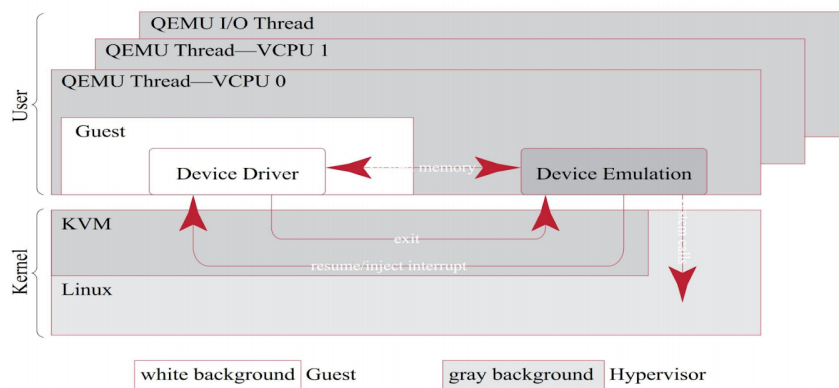 QEMU I/O Thread
QEMU Thread—VCPU 1
QEMU Thread—VCPU 0
User
Guest
Device Driver
memory
Device Emulation
KVM
exit
resume/inject interrupt
Linux
Kernel
white background Guest
gray background Hypervisor